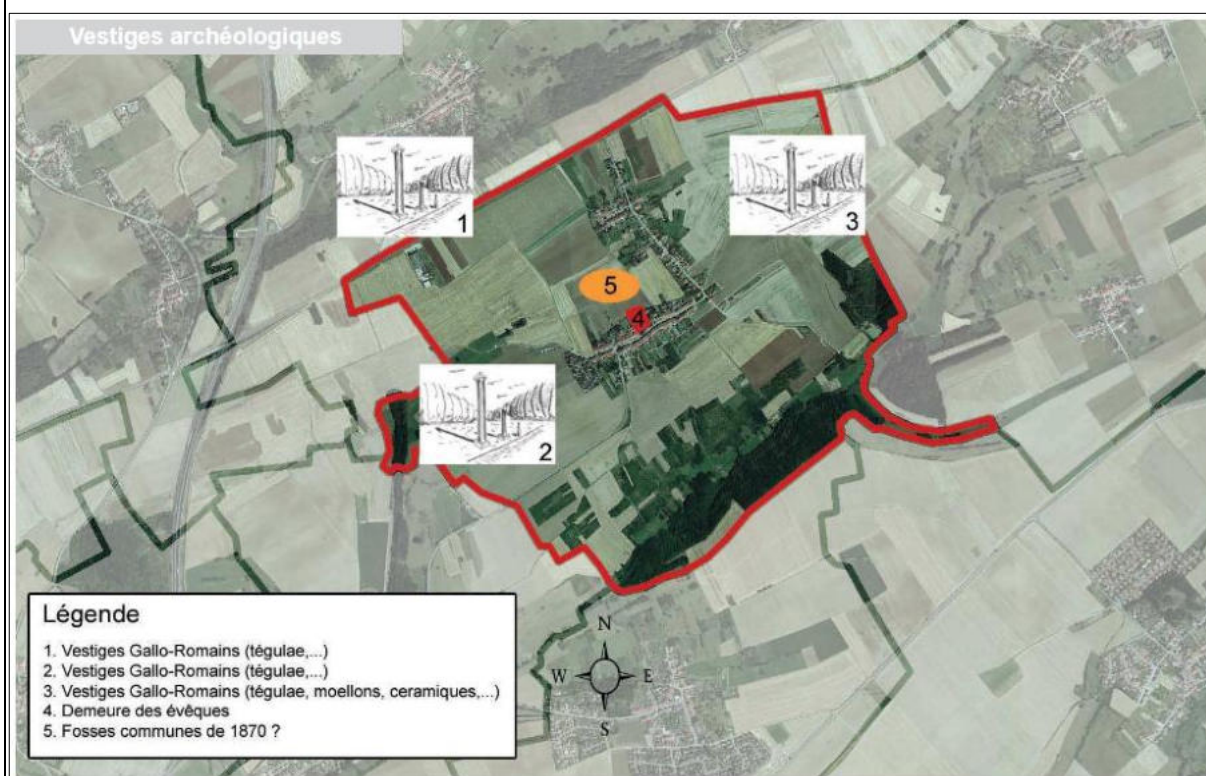 Vestiges archéologiques
1
3
5
4
2
Légende
1. Vestiges Gallo-Romains (tégulae,...)
2. Vestiges Gallo-Romains (tégulae,...)
3. Vestiges Gallo-Romains (tégulae, moellons, ceramiques,...)
4. Demeure des évêques
5. Fosses communes de 1870 ?
N
W E
S